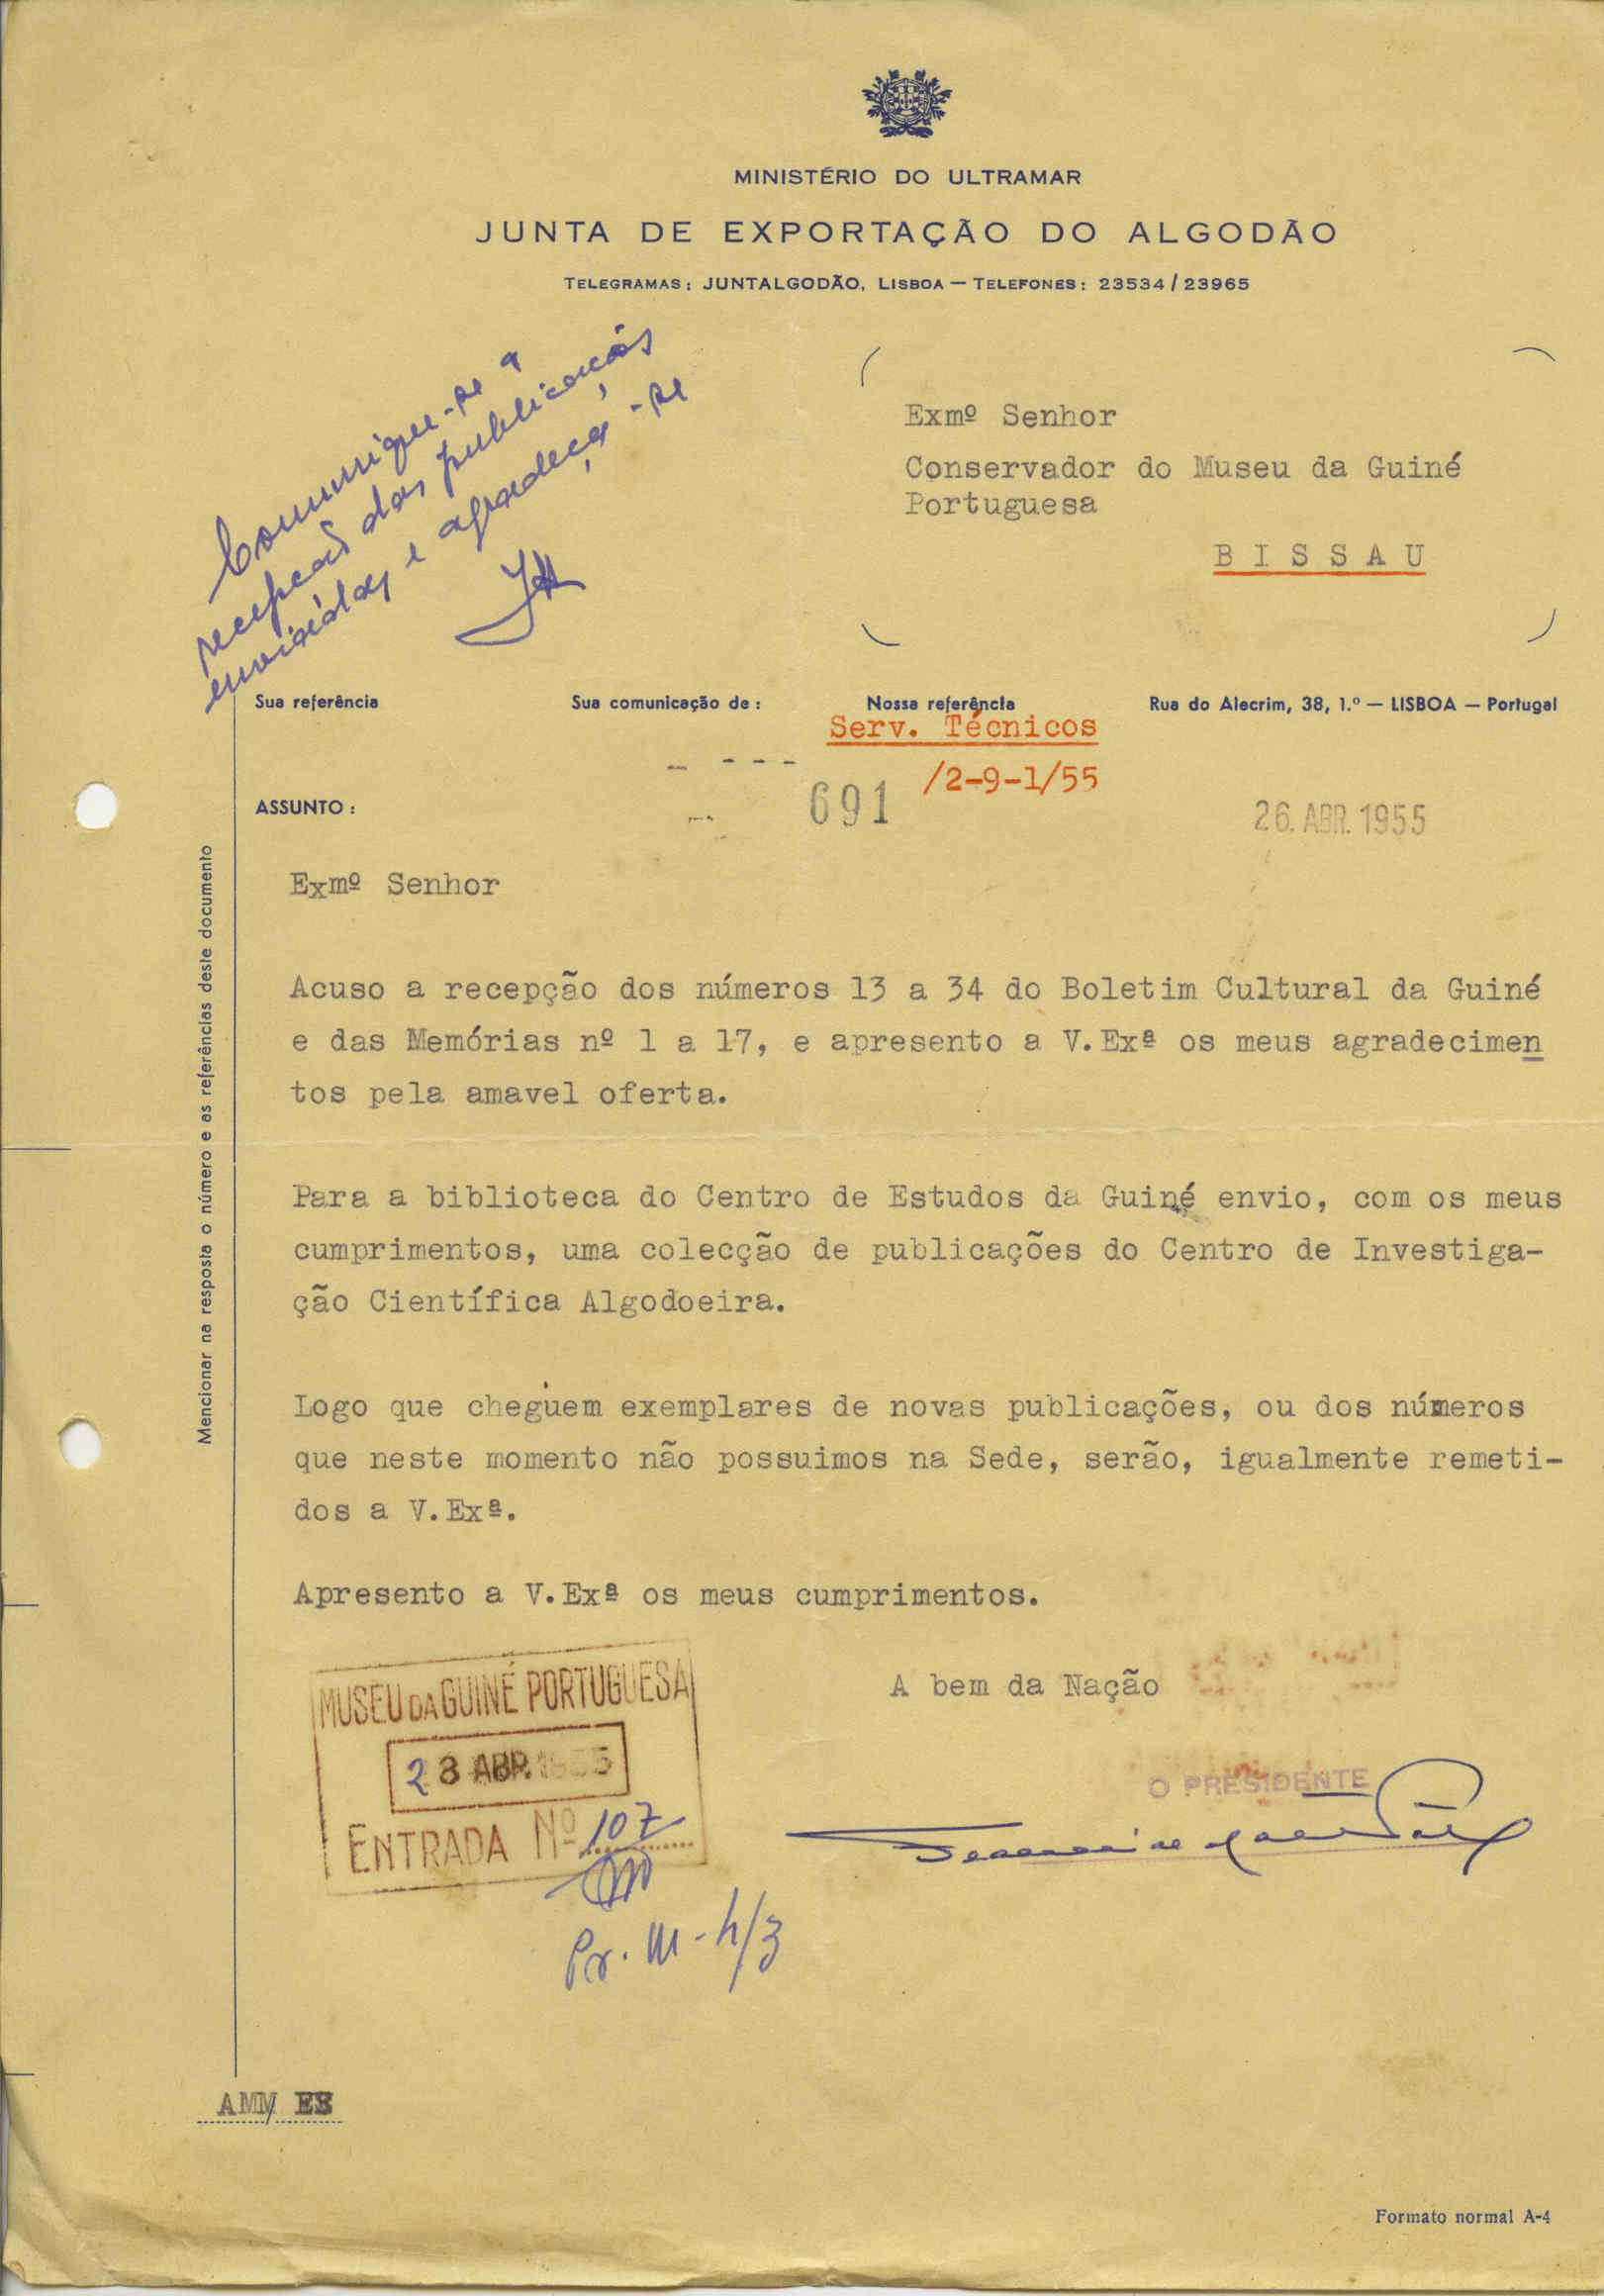 MINISTÉRIO DO ULTRAMAR
JUNTA DE EXPORTAÇÃO DO ALGODÃO
TELEGRAMAS: JUNTALGODÃO, LISBOA — TELEFONES: 23534/23965
Comunique-se a
recepção das publicações
enviadas e agradeça-se
Exmº Senhor
Conservador do Museu da Guiné
Portuguesa
BISSAU
Sua referência
Sua comunicação de:
Nossa referência
Rua do Alecrim, 38, 1.º — LISBOA — Portugal
Serv. Técnicos
/2-9-1/55
691
26. ABR. 1955
ASSUNTO:
Mencionar na resposta o número e as referências deste documento
Exmº Senhor
Acuso a recepção dos números 13 a 34 do Boletim Cultural da Guiné
e das Memórias nº 1 a 17, e apresento a V.Exª os meus agradecimen
tos pela amavel oferta.
Para a biblioteca do Centro de Estudos da Guiné envio, com os meus
cumprimentos, uma colecção de publicações do Centro de Investiga-
ção Científica Algodoeira.
Logo que cheguem exemplares de novas publicações, ou dos números
que neste momento não possuimos na Sede, serão, igualmente remeti-
dos a V.Exª.
Apresento a V.Exª os meus cumprimentos.
A bem da Nação
O PRESIDENTE
MUSEU DA GUINÉ PORTUGUESA
28 ABR. 1955
ENTRADA Nº 107
Pr. M-4/3
AMM/
Formato normal A-4